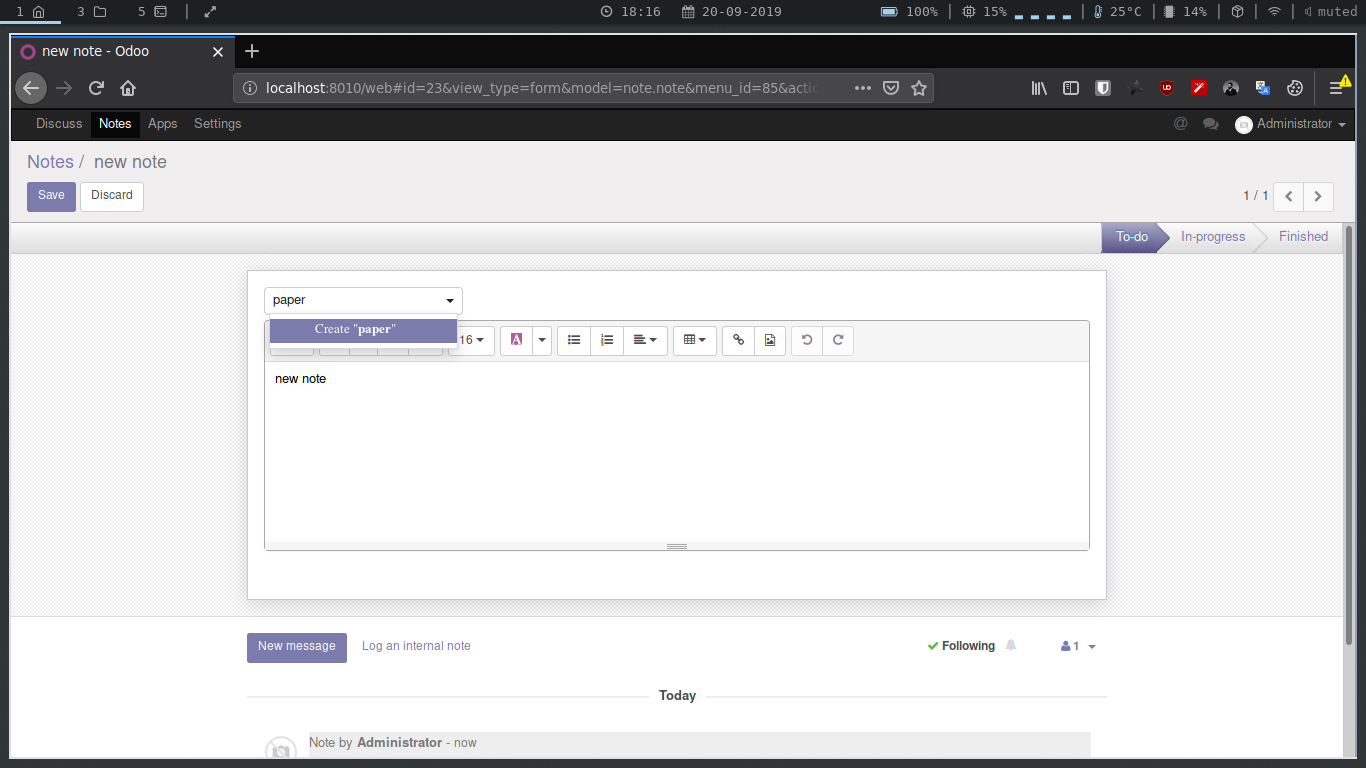 1 3 5 18:16 20-09-2019 100% 15% 25°C 14% muted
new note - Odoo
localhost:8010/web#id=23&view_type=form&model=note.note&menu_id=85&acti
Discuss Notes Apps Settings @ Administrator
Notes / new note
Save Discard 1 / 1
To-do In-progress Finished
paper
Create "paper"
16 A
new note
New message Log an internal note Following 1
Today
Note by Administrator - now